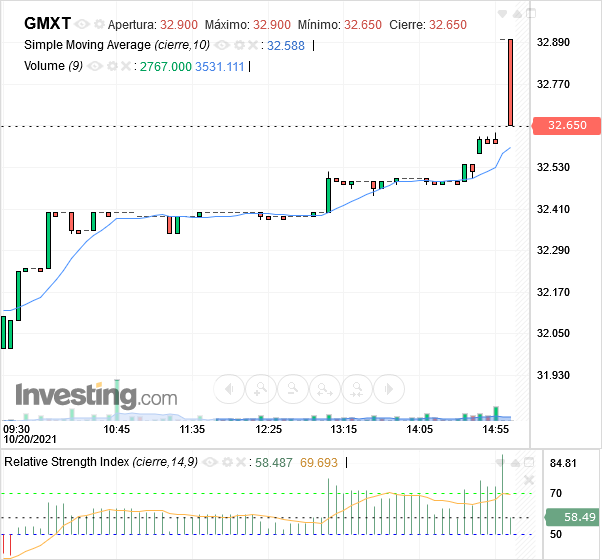 GMXT Apertura: 32.900 Máximo: 32.900 Mínimo: 32.650 Cierre: 32.650
Simple Moving Average (cierre,10) : 32.588 |
Volume (9) : 2767.000 3531.111 |
32.890
32.770
32.650
32.530
32.410
32.290
32.170
32.050
31.930
Investing.com
09:30 10:45 11:35 12:25 13:15 14:05 14:55
10/20/2021
Relative Strength Index (cierre,14,9) : 58.487 69.693 |
84.81
70
58.49
50